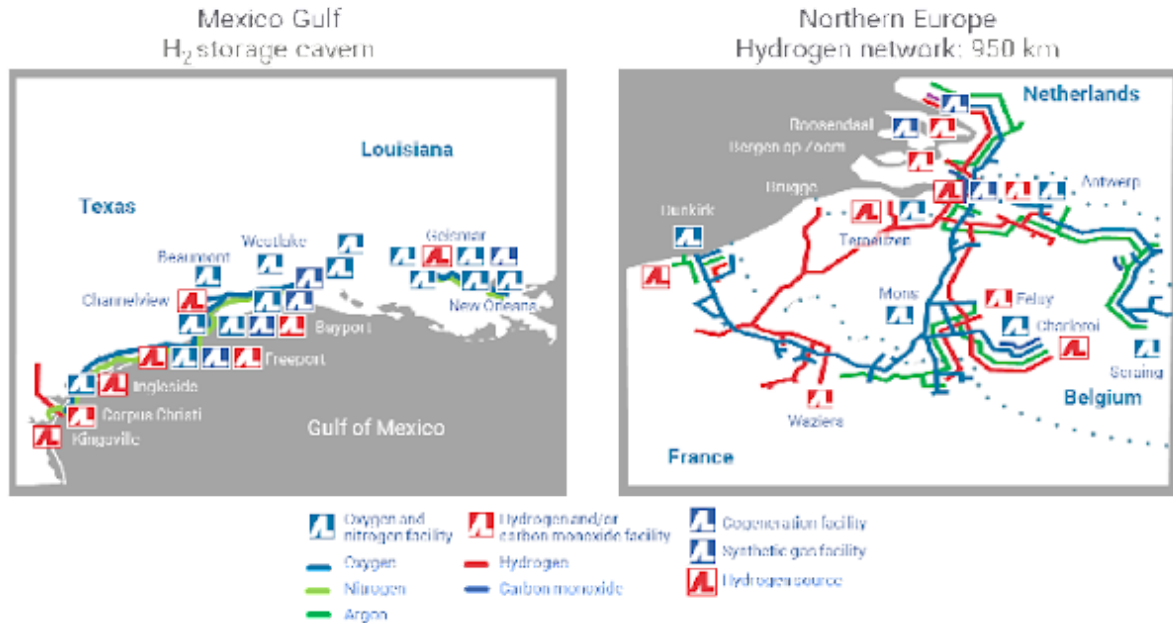 Mexico Gulf
H₂ storage cavern
Northern Europe
Hydrogen network: 950 km
Louisiana
Texas
Westlake
Geismar
Beaumont
Channelview
New Orleans
Bayport
Freeport
Ingleside
Corpus Christi
Kingsville
Gulf of Mexico
Netherlands
Roosendaal
Bergen op Zoom
Brugge
Antwerp
Dunkirk
Terneuzen
Mons
Feluy
Charleroi
Seraing
Belgium
Waziers
France
Oxygen and
nitrogen facility
Oxygen
Nitrogen
Argon
Hydrogen and/or
carbon monoxide facility
Hydrogen
Carbon monoxide
Cogeneration facility
Synthetic gas facility
Hydrogen source